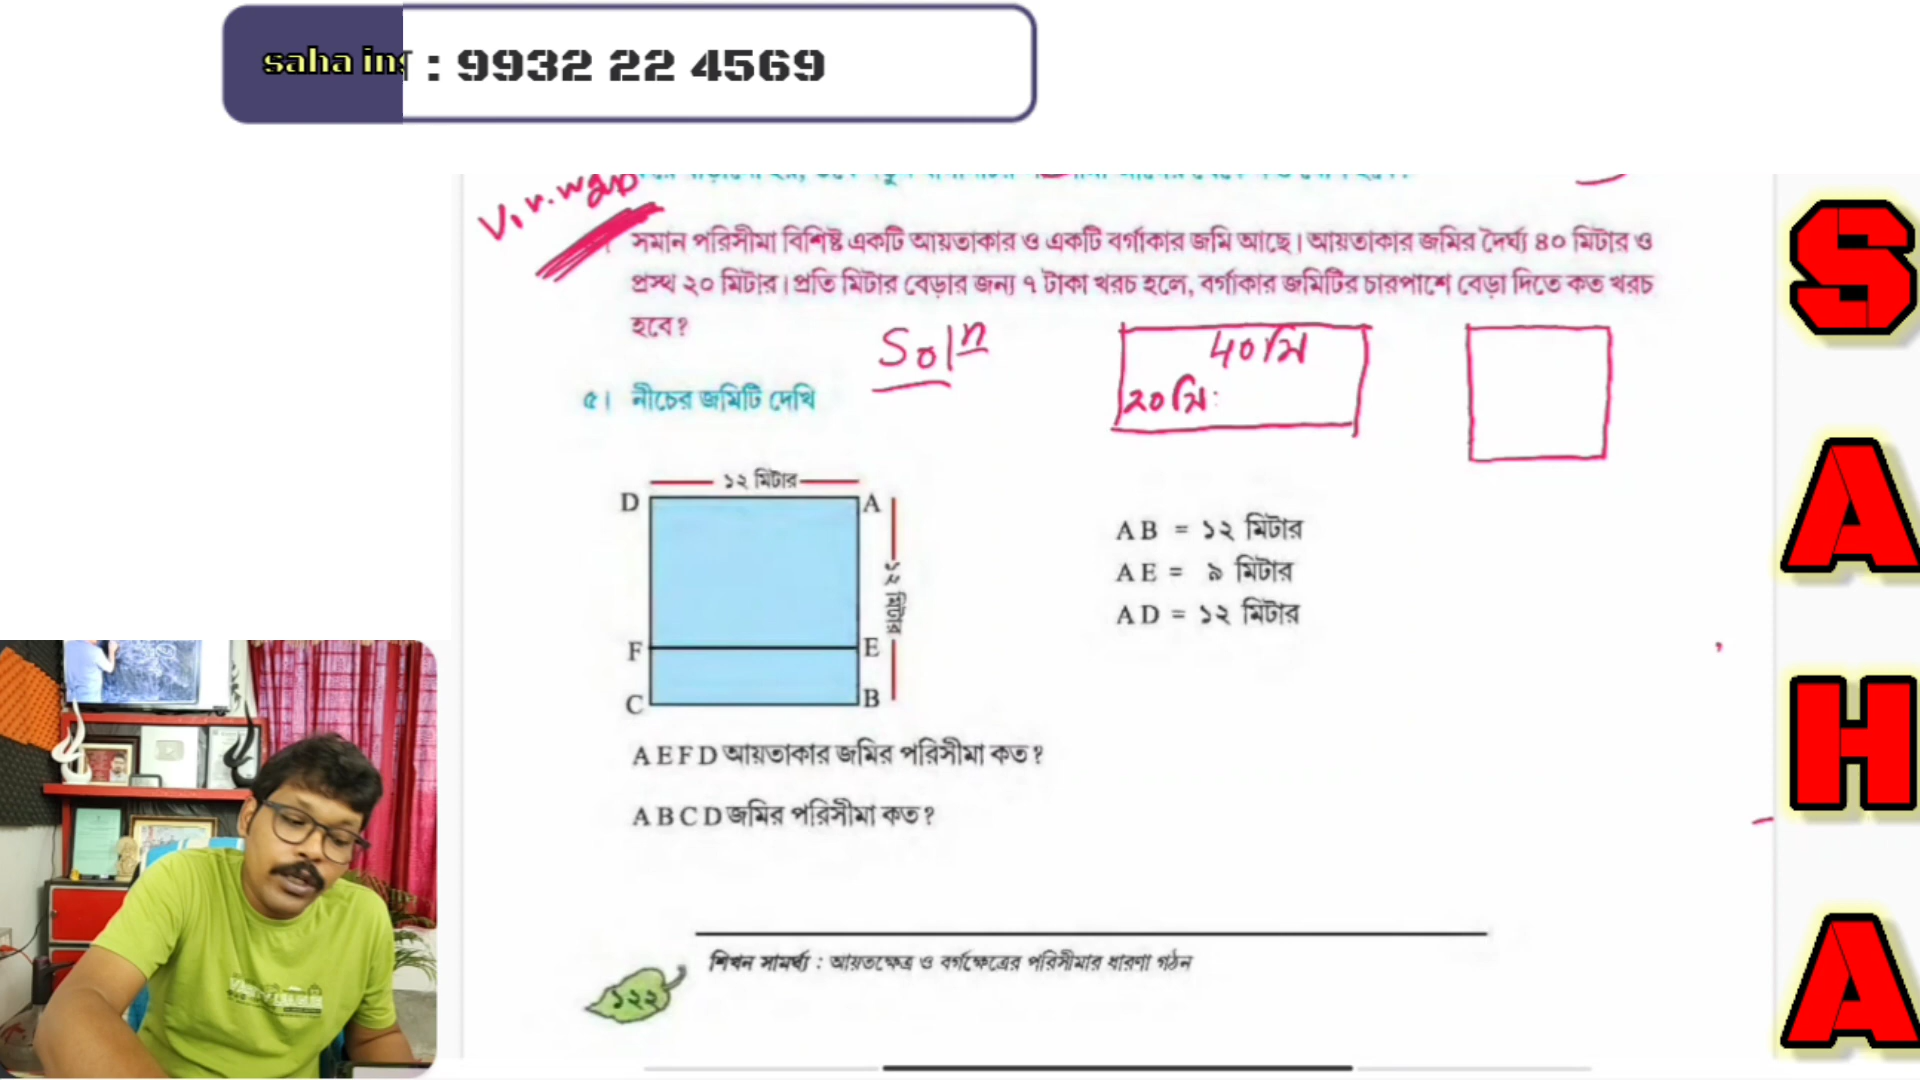 saha ins : 9932 22 4569
সমান পরিসীমা বিশিষ্ট একটি আয়তাকার ও একটি বর্গাকার জমি আছে। আয়তাকার জমির দৈর্ঘ্য ৪০ মিটার ও
প্রস্থ ২০ মিটার। প্রতি মিটার বেড়ার জন্য ৭ টাকা খরচ হলে, বর্গাকার জমিটির চারপাশে বেড়া দিতে কত খরচ
হবে?
Soln
40মি
20মি:
৫। নীচের জমিটি দেখি
১২ মিটার
D A
১২ মিটার
F E
C B
AB = ১২ মিটার
AE = ৯ মিটার
AD = ১২ মিটার
AEFD আয়তাকার জমির পরিসীমা কত?
ABCD জমির পরিসীমা কত?
শিখন সামর্থ্য : আয়তক্ষেত্র ও বর্গক্ষেত্রের পরিসীমার ধারণা গঠন
১২২
S
A
H
A